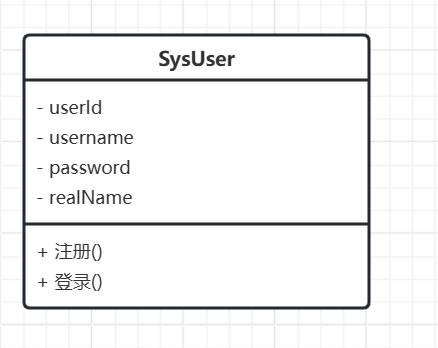 SysUser
- userId
- username
- password
- realName
+ 注册()
+ 登录()